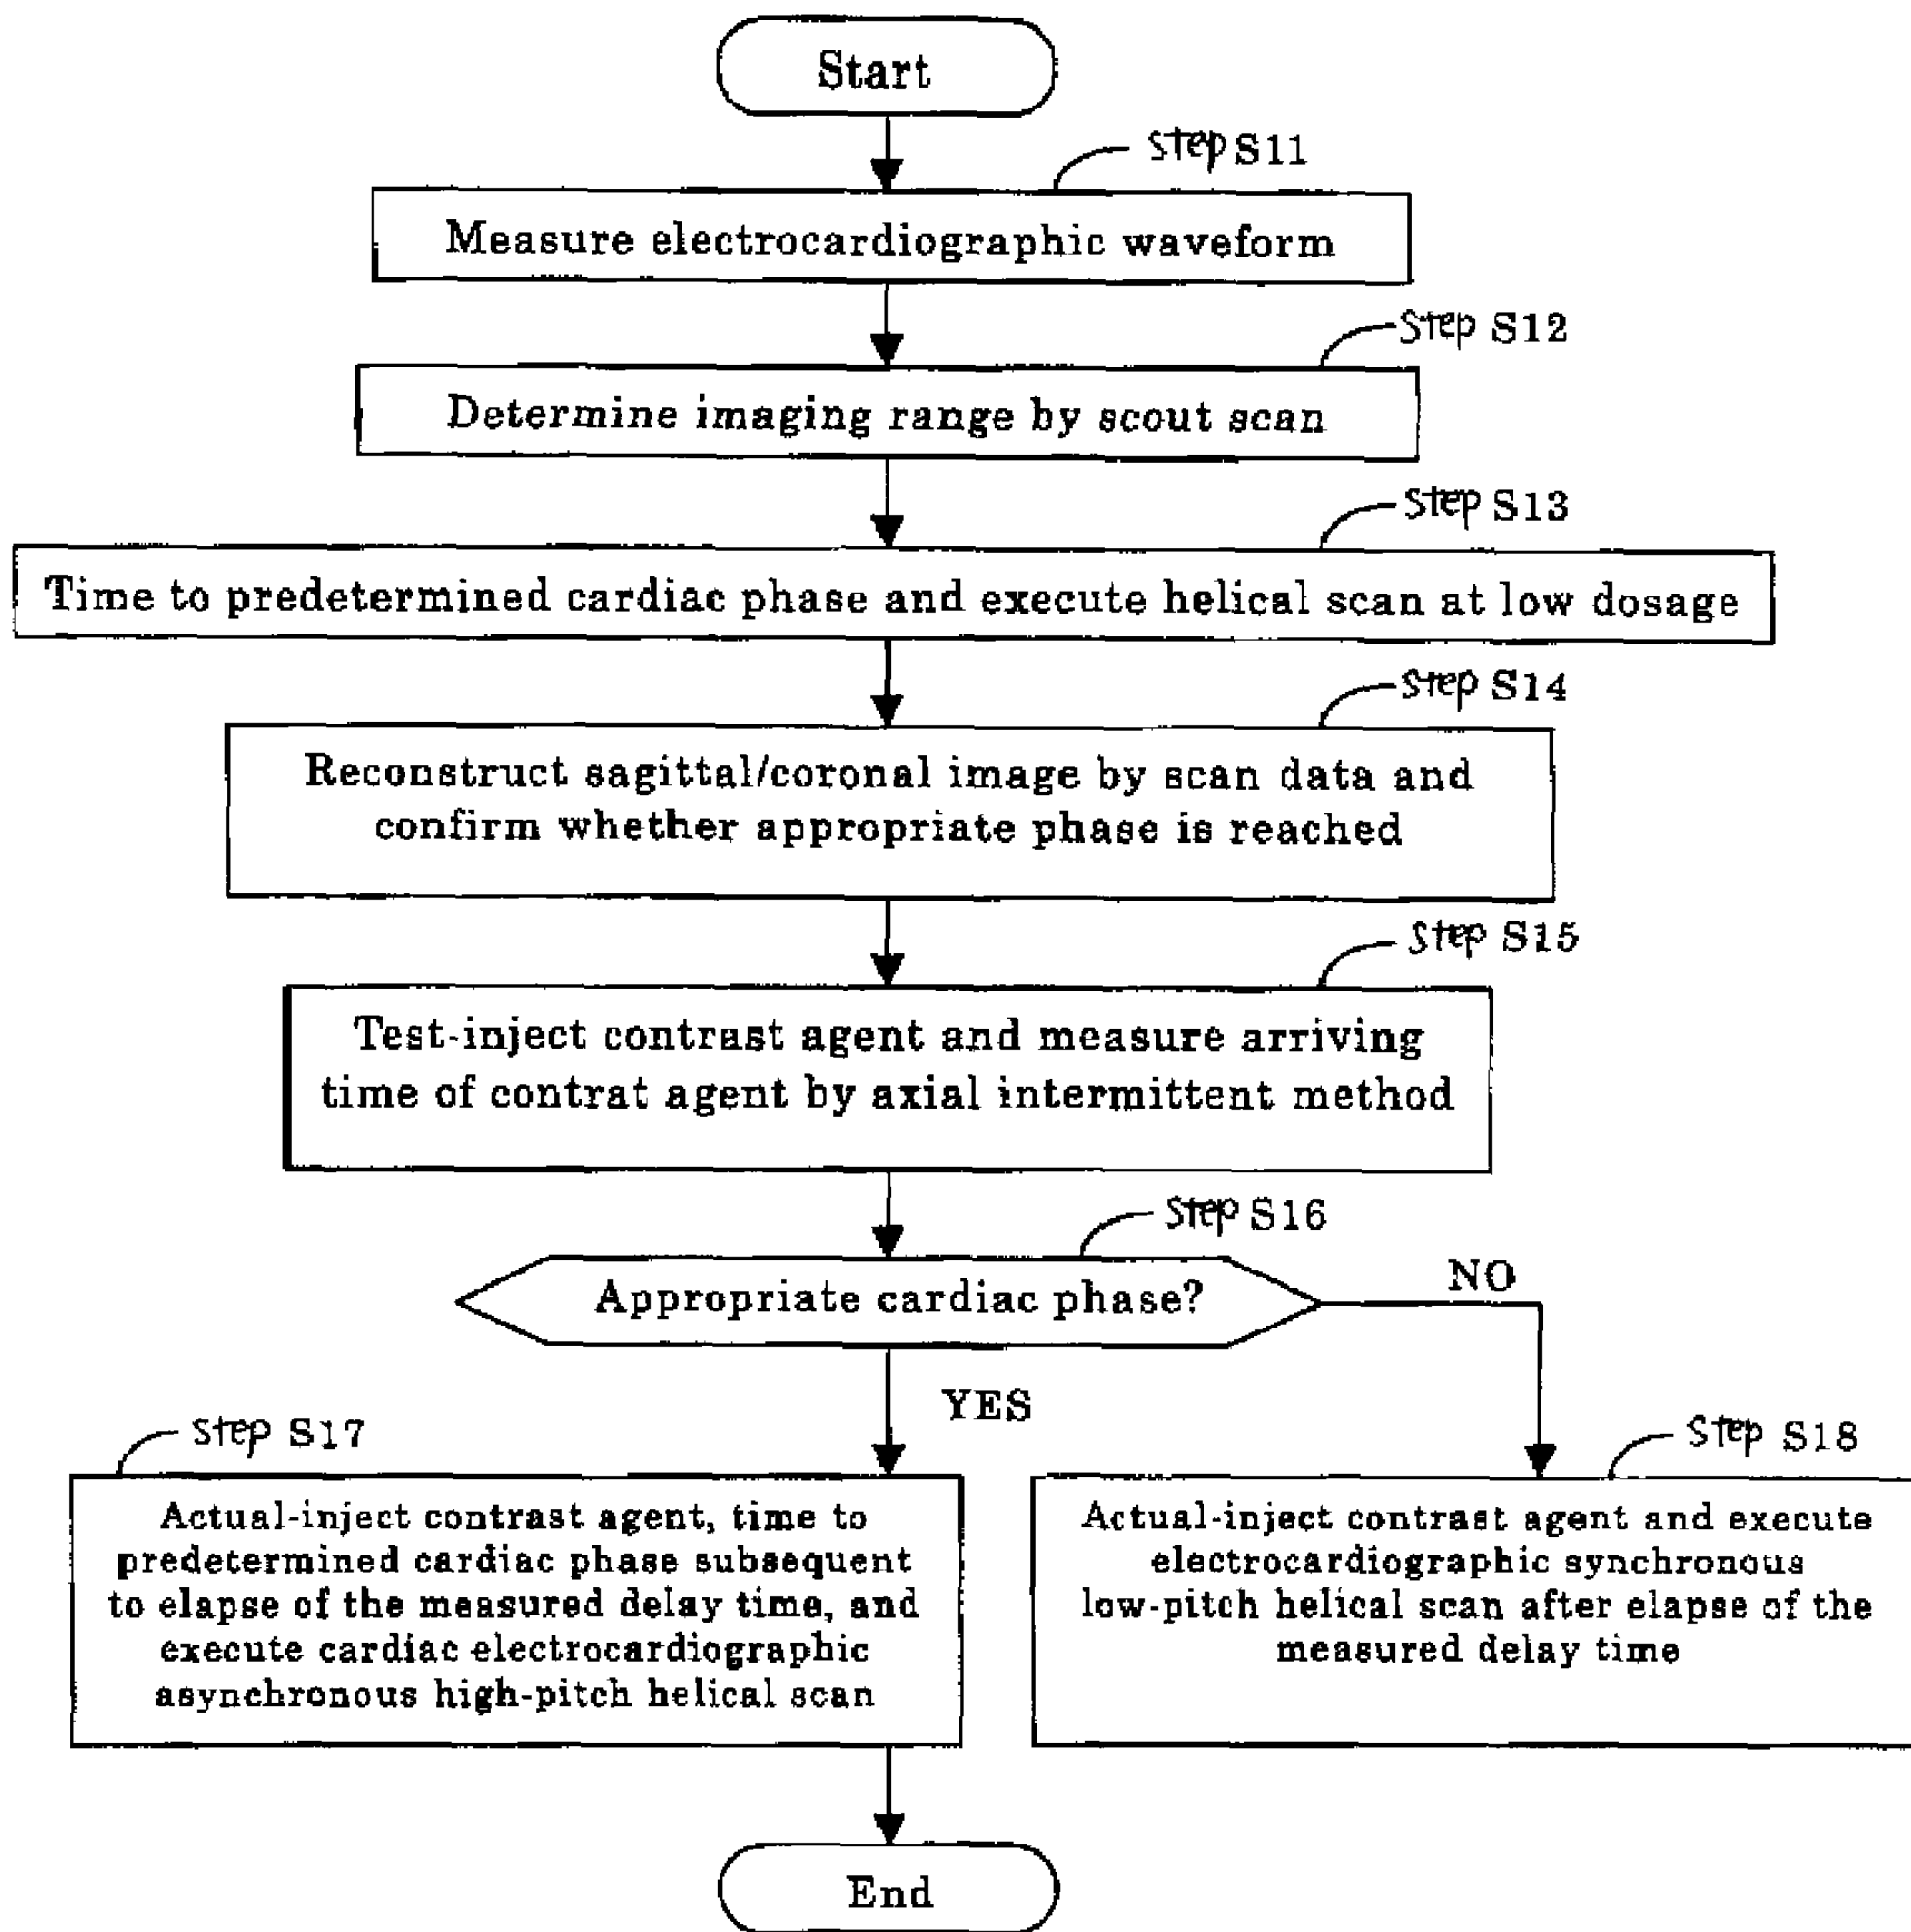 Start
Step S11
Measure electrocardiographic waveform
Step S12
Determine imaging range by scout scan
Step S13
Time to predetermined cardiac phase and execute helical scan at low dosage
Step S14
Reconstruct sagittal/coronal image by scan data and
confirm whether appropriate phase is reached
Step S15
Test-inject contrast agent and measure arriving
time of contrat agent by axial intermittent method
Step S16
Appropriate cardiac phase?
NO
YES
Step S17
Actual-inject contrast agent, time to
predetermined cardiac phase subsequent
to elapse of the measured delay time, and
execute cardiac electrocardiographic
asynchronous high-pitch helical scan
Step S18
Actual-inject contrast agent and execute
electrocardiographic synchronous
low-pitch helical scan after elapse of the
measured delay time
End